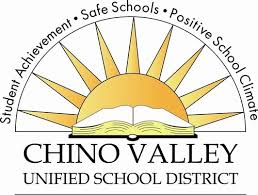 Student Achievement • Safe Schools • Positive School Climate
CHINO VALLEY
UNIFIED SCHOOL DISTRICT